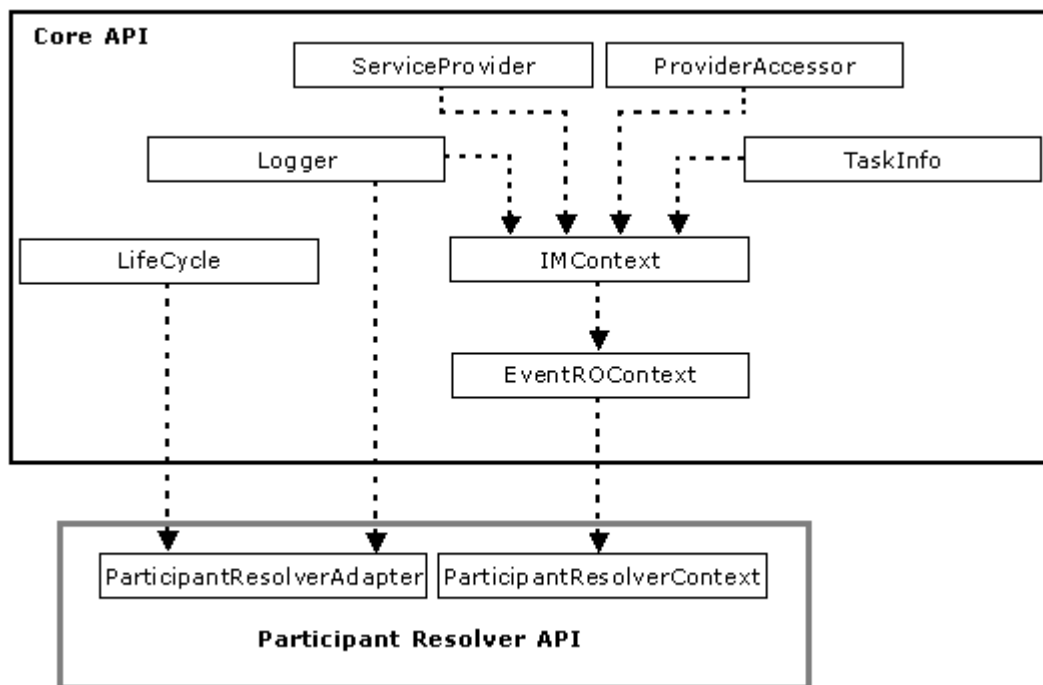 Core API
ServiceProvider
ProviderAccessor
Logger
TaskInfo
LifeCycle
IMContext
EventROContext
ParticipantResolverAdapter
ParticipantResolverContext
Participant Resolver API